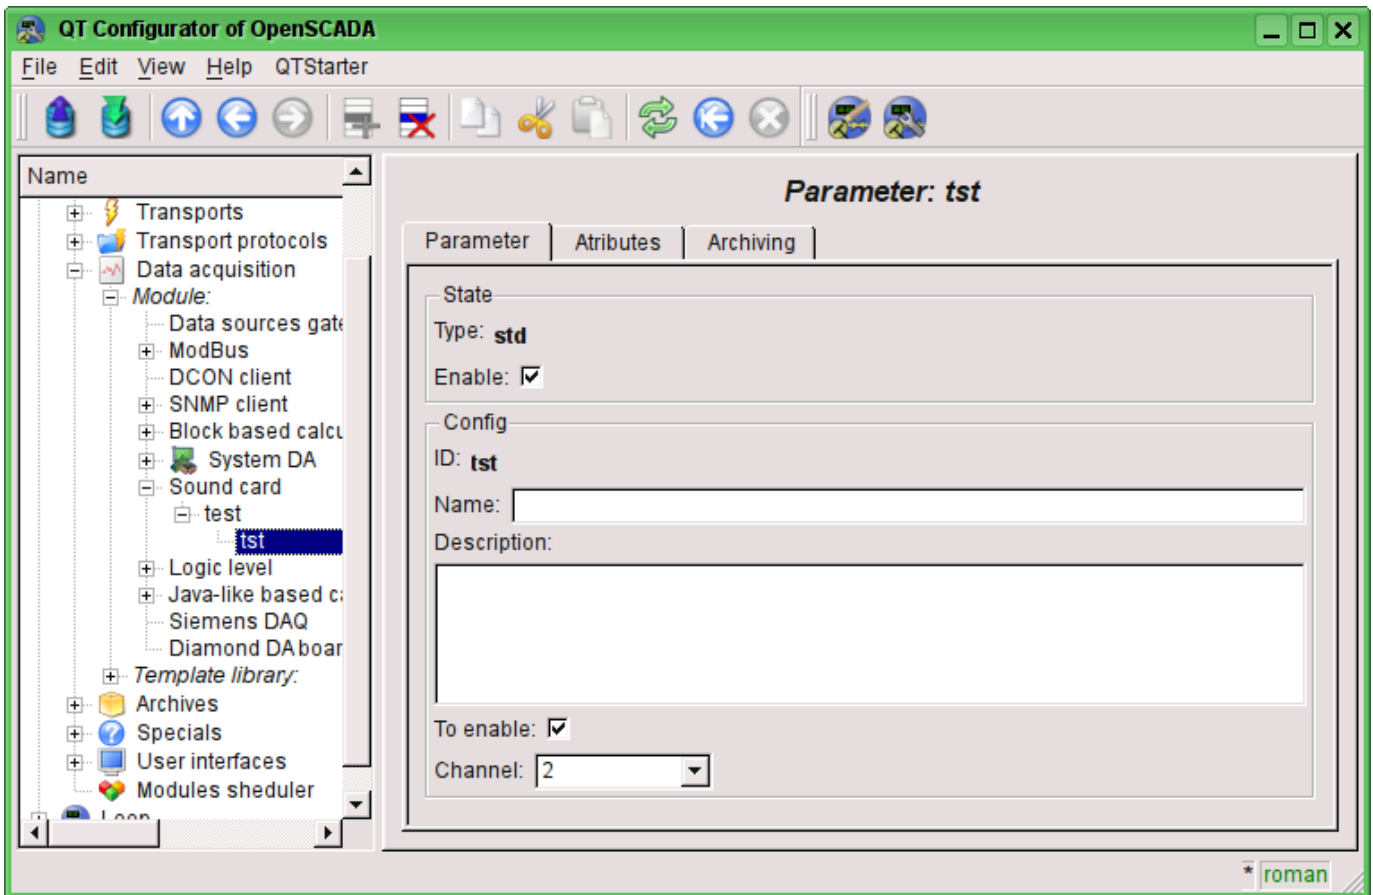 QT Configurator of OpenSCADA
File Edit View Help QTStarter
Name
Transports
Transport protocols
Data acquisition
Module:
Data sources gate
ModBus
DCON client
SNMP client
Block based calcu
System DA
Sound card
test
tst
Logic level
Java-like based ca
Siemens DAQ
Diamond DA boar
Template library:
Archives
Specials
User interfaces
Modules sheduler
Loop
Parameter: tst
Parameter Atributes Archiving
State
Type: std
Enable:
Config
ID: tst
Name:
Description:
To enable:
Channel: 2
* roman